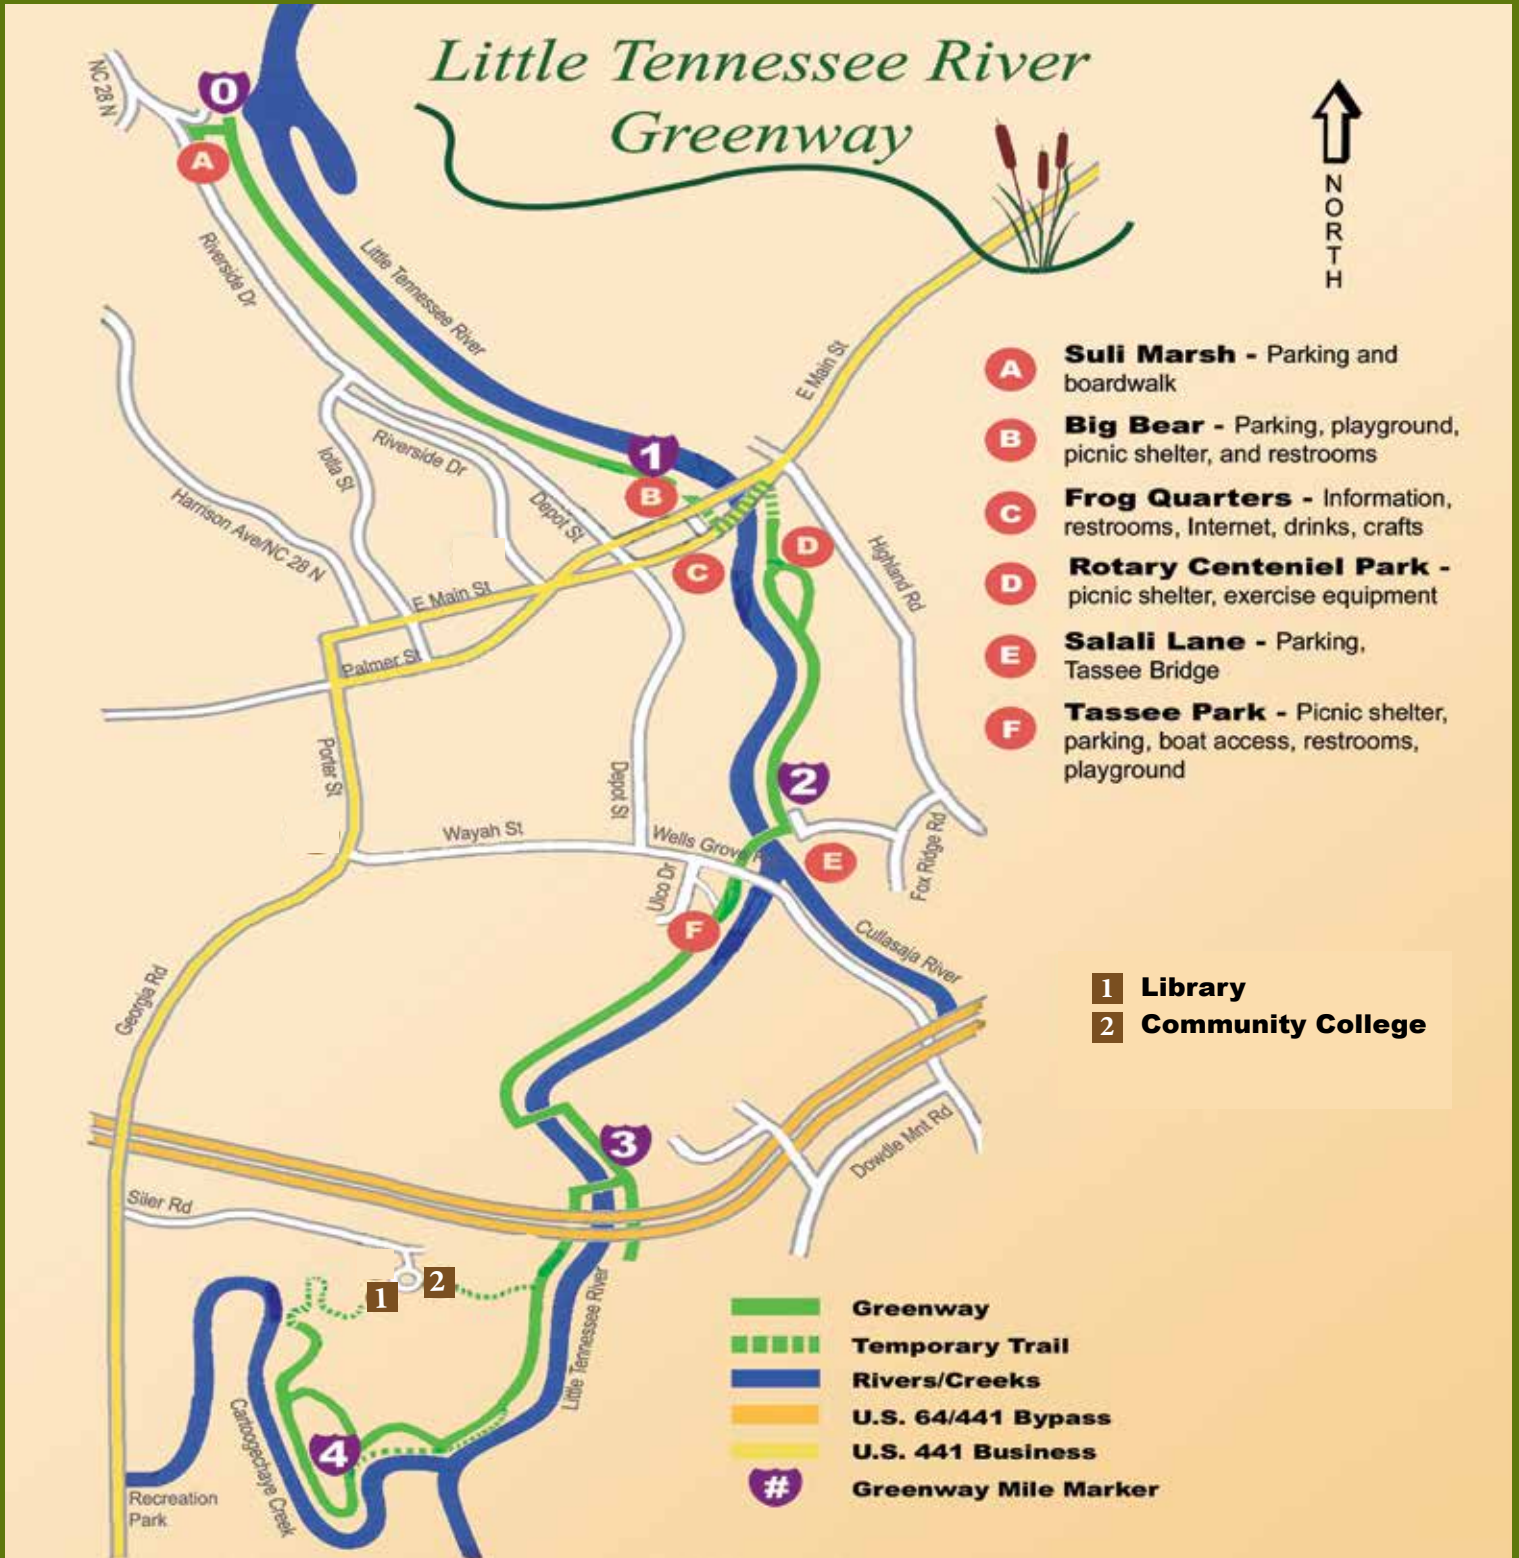 Little Tennessee River
Greenway
NC 28 N
0
A
NORTH
Riverside Dr
Little Tennessee River
E Main St
A
Suli Marsh - Parking and
boardwalk
B
Big Bear - Parking, playground,
picnic shelter, and restrooms
C
Frog Quarters - Information,
restrooms, Internet, drinks, crafts
D
Rotary Centeniel Park -
picnic shelter, exercise equipment
E
Salali Lane - Parking,
Tassee Bridge
F
Tassee Park - Picnic shelter,
parking, boat access, restrooms,
playground
1
B
Iotla St
Riverside Dr
Depot St
Harrison Ave/NC 28 N
C
D
Highland Rd
E Main St
Palmer St
Porter St
Depot St
2
Wayah St
Wells Grove
E
Fox Ridge Rd
Ulco Dr
F
Cullasaja River
Georgia Rd
1 Library
2 Community College
3
Dowdle Mnt Rd
Siler Rd
1
2
Little Tennessee River
Cartoogechaye Creek
4
Recreation
Park
Greenway
Temporary Trail
Rivers/Creeks
U.S. 64/441 Bypass
U.S. 441 Business
# Greenway Mile Marker